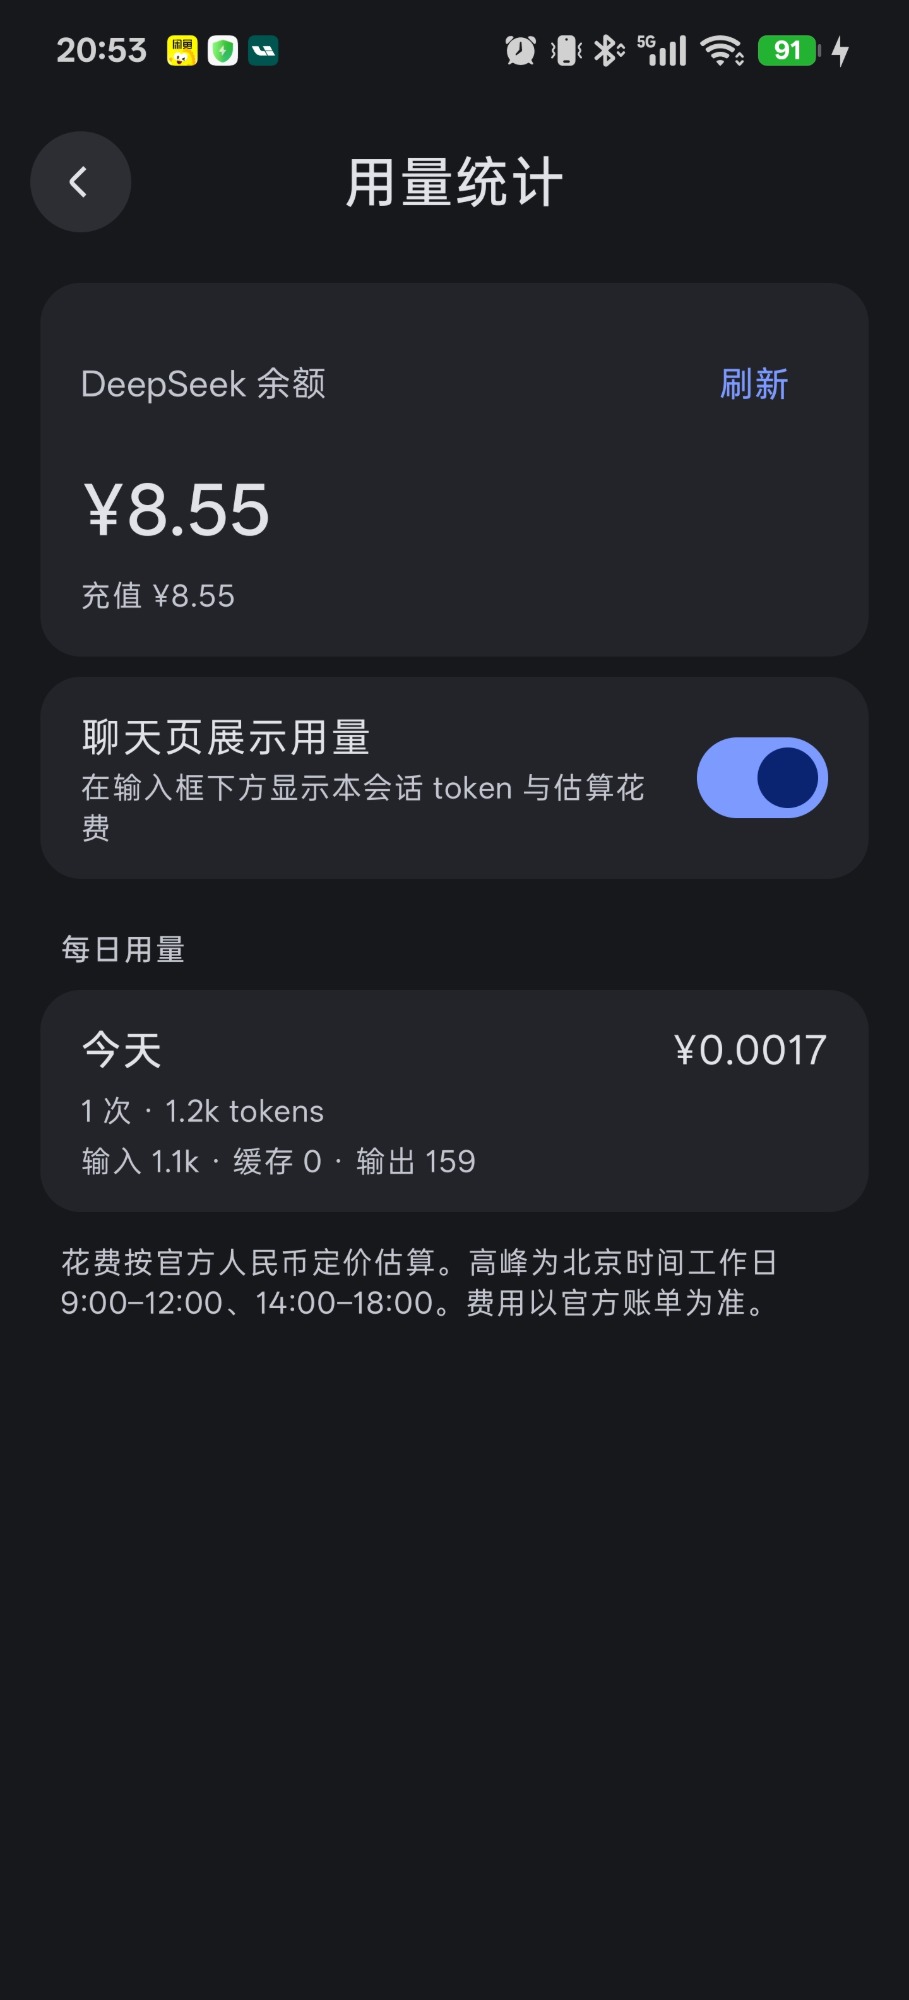 20:53
闲鱼
5G
91
用量统计
DeepSeek 余额
刷新
¥8.55
充值 ¥8.55
聊天页展示用量
在输入框下方显示本会话 token 与估算花
费
每日用量
今天
¥0.0017
1 次 · 1.2k tokens
输入 1.1k · 缓存 0 · 输出 159
花费按官方人民币定价估算。高峰为北京时间工作日
9:00–12:00、14:00–18:00。费用以官方账单为准。